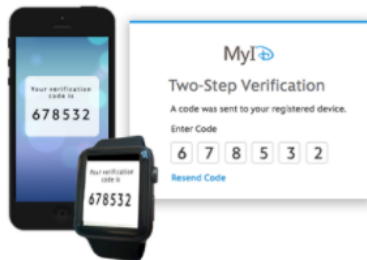 Your verification
code is
678532
Your verification
code is
678532
MyID
Two-Step Verification
A code was sent to your registered device.
Enter Code
6 7 8 5 3 2
Resend Code